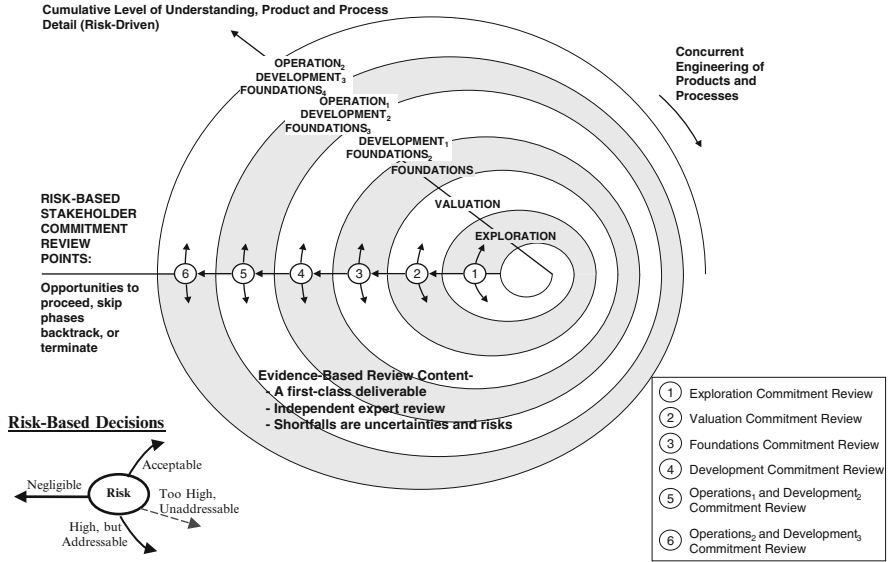 Cumulative Level of Understanding, Product and Process
Detail (Risk-Driven)
Concurrent
Engineering of
Products and
Processes
OPERATION₂
DEVELOPMENT₃
FOUNDATIONS₄
OPERATION₁
DEVELOPMENT₂
FOUNDATIONS₃
DEVELOPMENT₁
FOUNDATIONS₂
FOUNDATIONS
VALUATION
EXPLORATION
RISK-BASED
STAKEHOLDER
COMMITMENT
REVIEW
POINTS:
6 5 4 3 2 1
Opportunities to
proceed, skip
phases
backtrack, or
terminate
Evidence-Based Review Content-
- A first-class deliverable
- Independent expert review
- Shortfalls are uncertainties and risks
Risk-Based Decisions
Acceptable
Negligible
Risk
Too High,
Unaddressable
High, but
Addressable
1 Exploration Commitment Review
2 Valuation Commitment Review
3 Foundations Commitment Review
4 Development Commitment Review
5 Operations₁ and Development₂
Commitment Review
6 Operations₂ and Development₃
Commitment Review